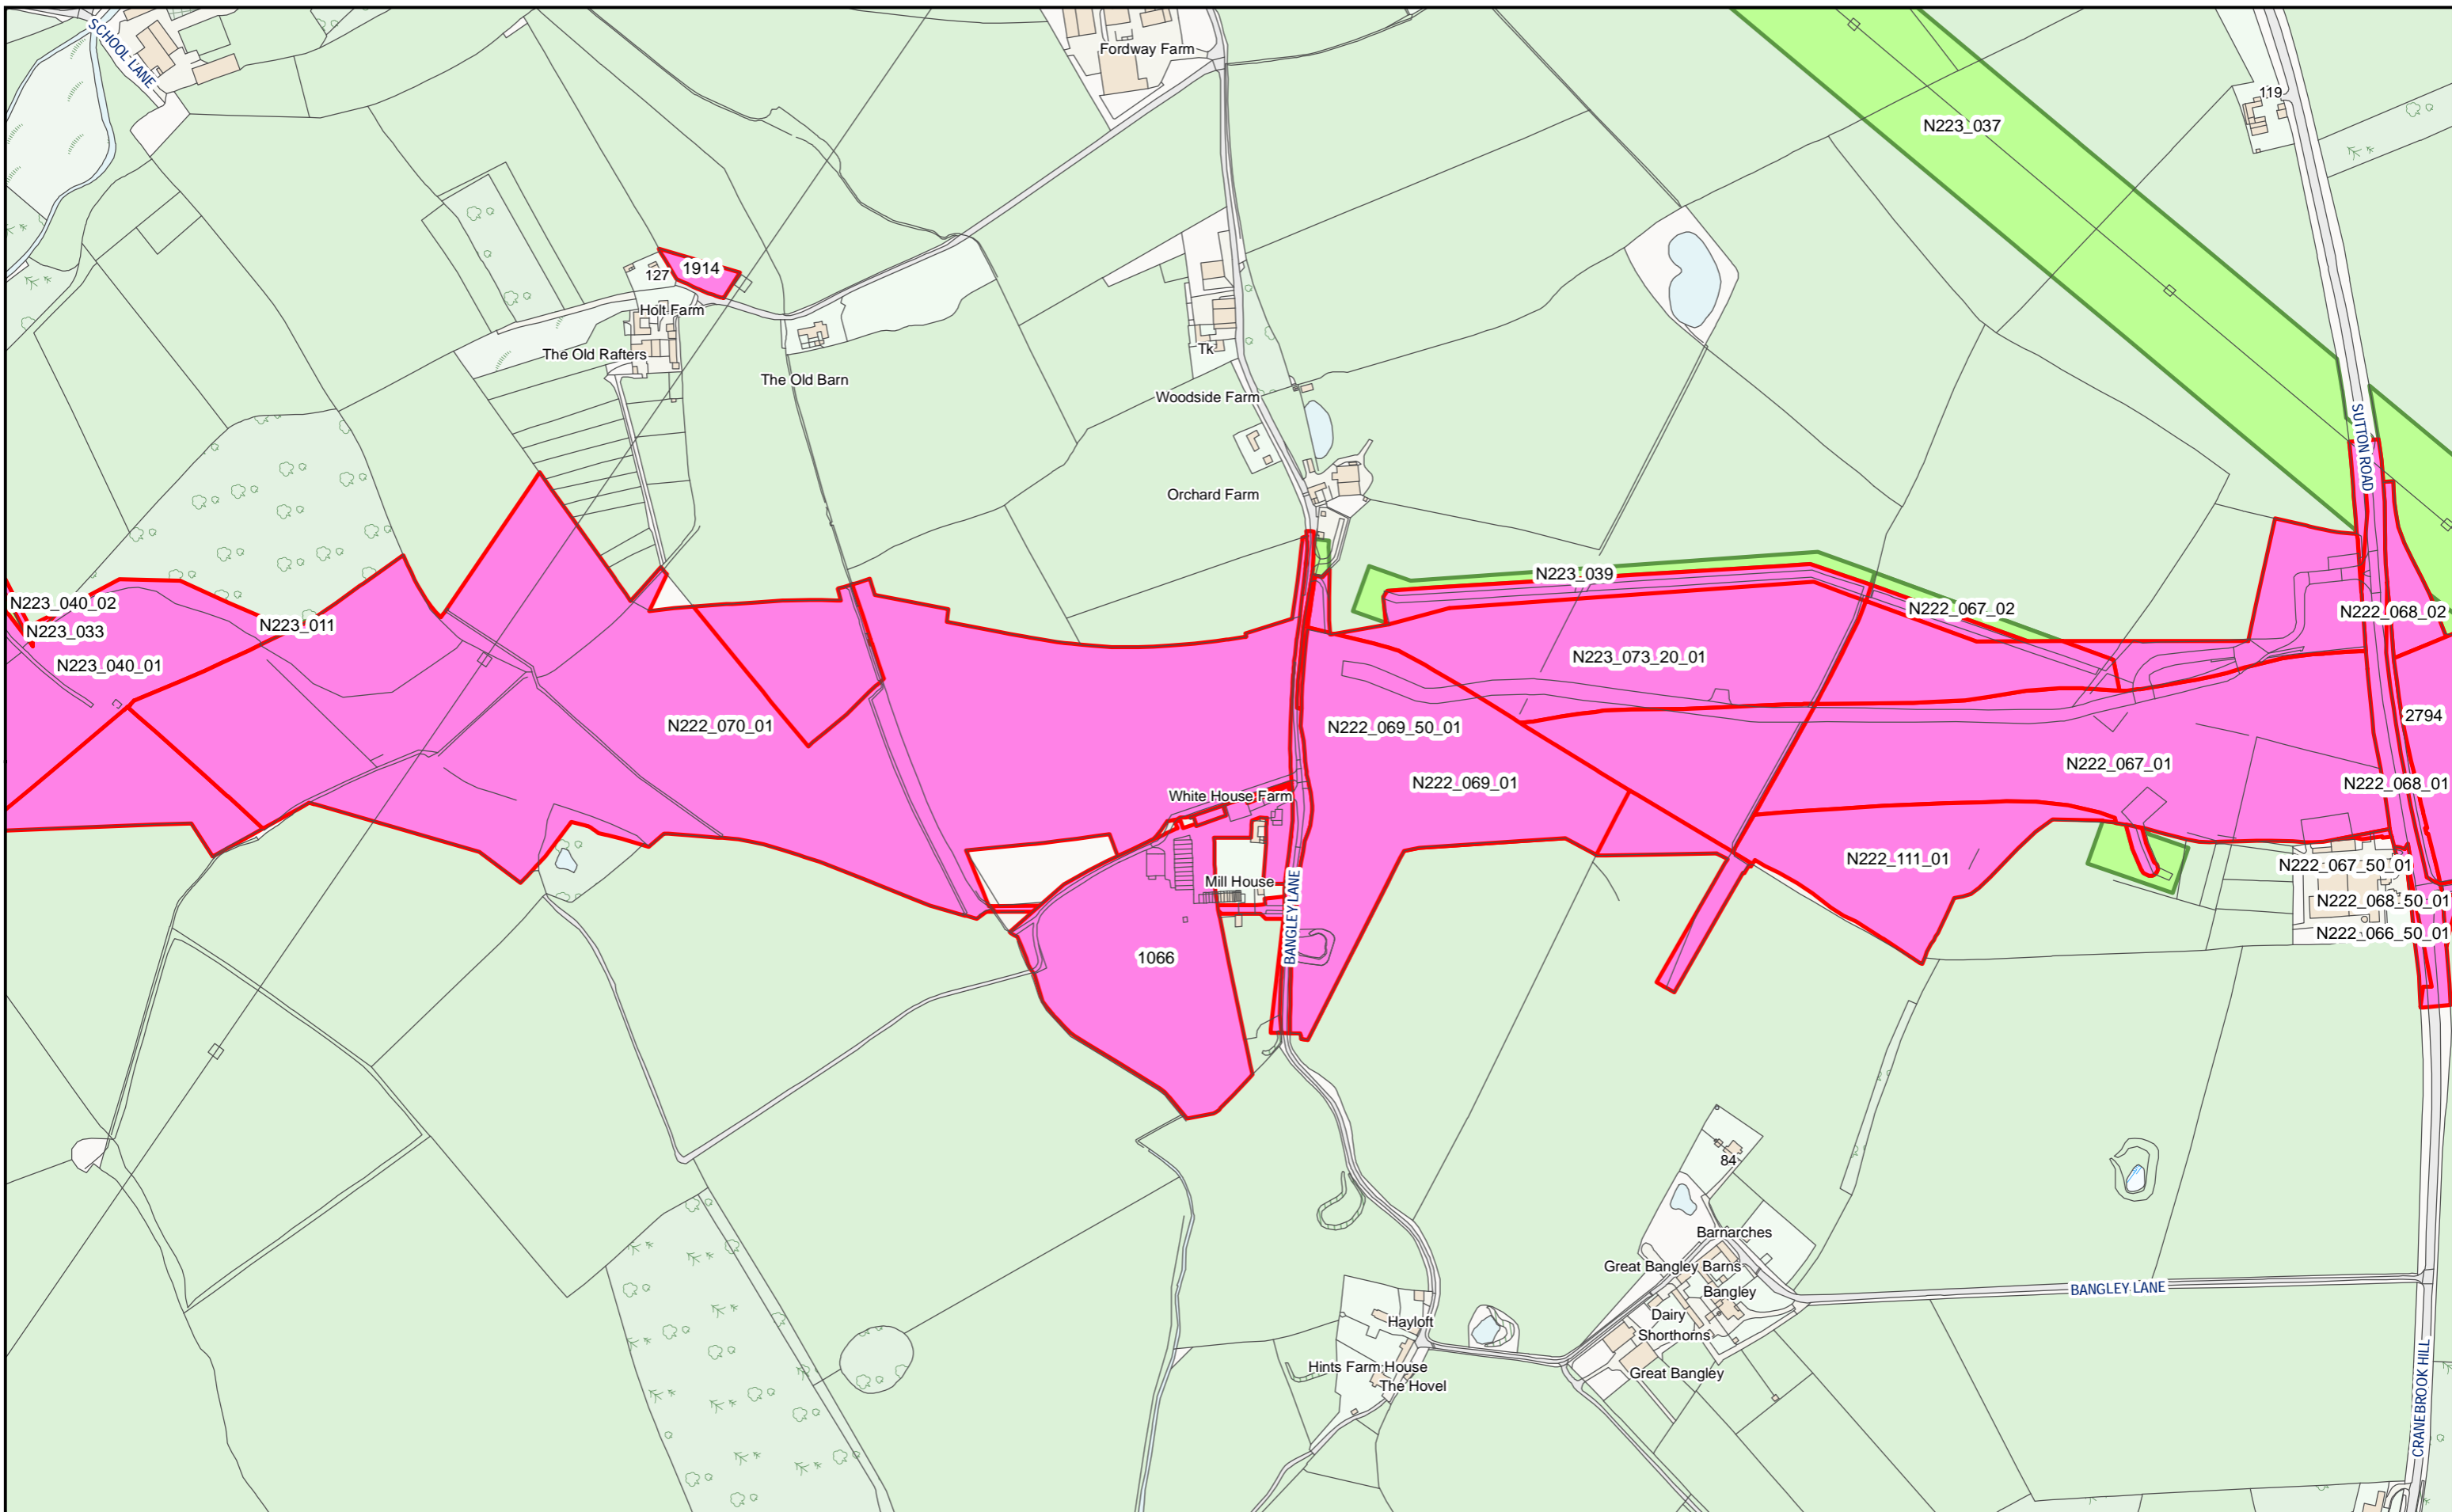 SCHOOL LANE
Fordway Farm
119
N223_037
127
1914
Holt Farm
The Old Rafters
The Old Barn
Tk
Woodside Farm
Orchard Farm
SUTTON ROAD
N223_039
N223_040_02
N223_033
N223_011
N222_067_02
N222_068_02
N223_040_01
N223_073_20_01
N222_070_01
N222_069_50_01
2794
N222_067_01
N222_069_01
N222_068_01
White House Farm
N222_111_01
N222_067_50_01
Mill House
N222_068_50_01
BANGLEY LANE
N222_066_50_01
1066
84
Barnarches
Great Bangley Barns
Bangley
BANGLEY LANE
Dairy
Hayloft
Shorthorns
Hints Farm House
Great Bangley
The Hovel
CRANEBROOK HILL